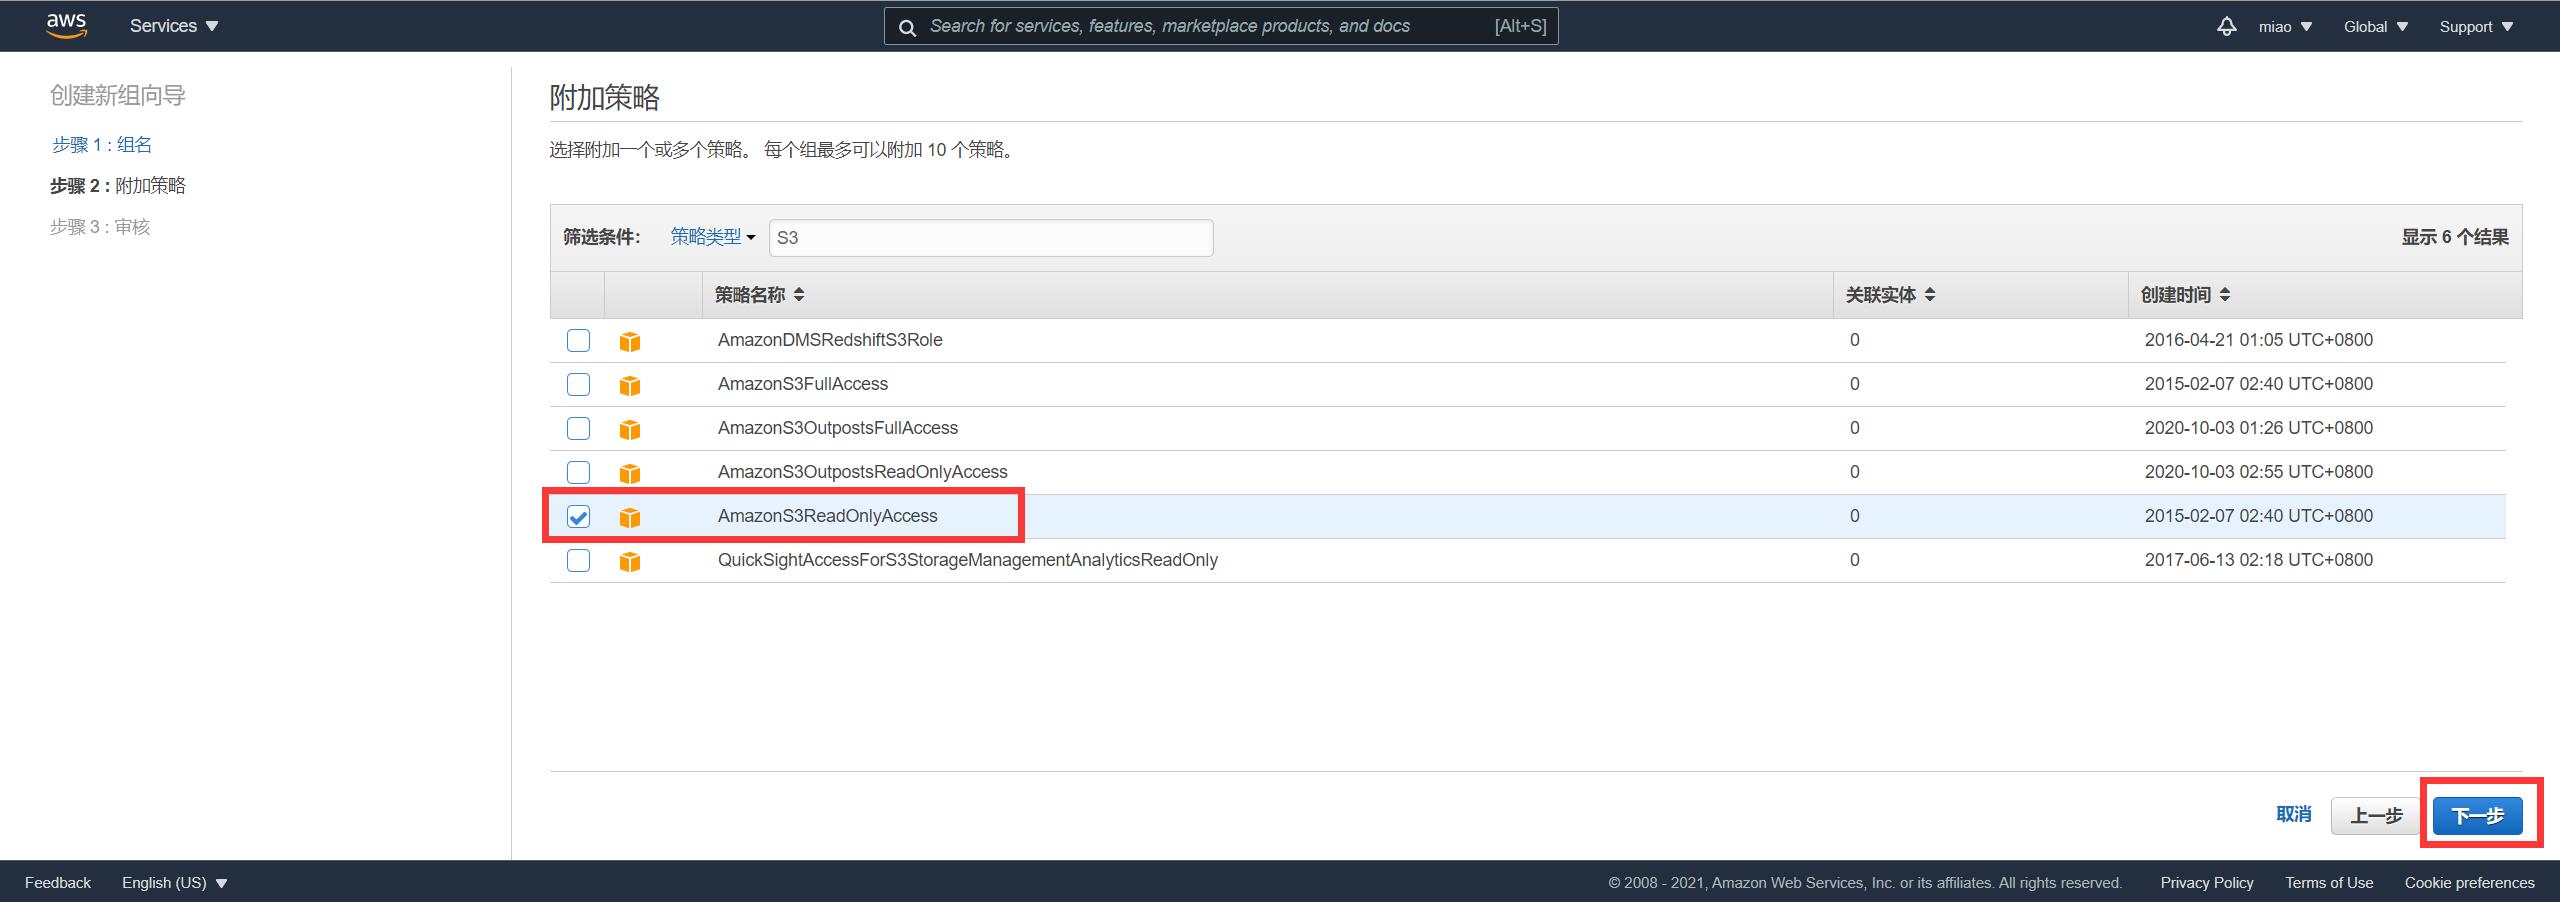 aws Services Search for services, features, marketplace products, and docs [Alt+S] miao Global Support
创建新组向导
步骤 1 : 组名
步骤 2 : 附加策略
步骤 3 : 审核
附加策略
选择附加一个或多个策略。 每个组最多可以附加 10 个策略。
筛选条件: 策略类型 S3 显示 6 个结果
策略名称 关联实体 创建时间
AmazonDMSRedshiftS3Role 0 2016-04-21 01:05 UTC+0800
AmazonS3FullAccess 0 2015-02-07 02:40 UTC+0800
AmazonS3OutpostsFullAccess 0 2020-10-03 01:26 UTC+0800
AmazonS3OutpostsReadOnlyAccess 0 2020-10-03 02:55 UTC+0800
AmazonS3ReadOnlyAccess 0 2015-02-07 02:40 UTC+0800
QuickSightAccessForS3StorageManagementAnalyticsReadOnly 0 2017-06-13 02:18 UTC+0800
取消 上一步 下一步
Feedback English (US) © 2008 - 2021, Amazon Web Services, Inc. or its affiliates. All rights reserved. Privacy Policy Terms of Use Cookie preferences